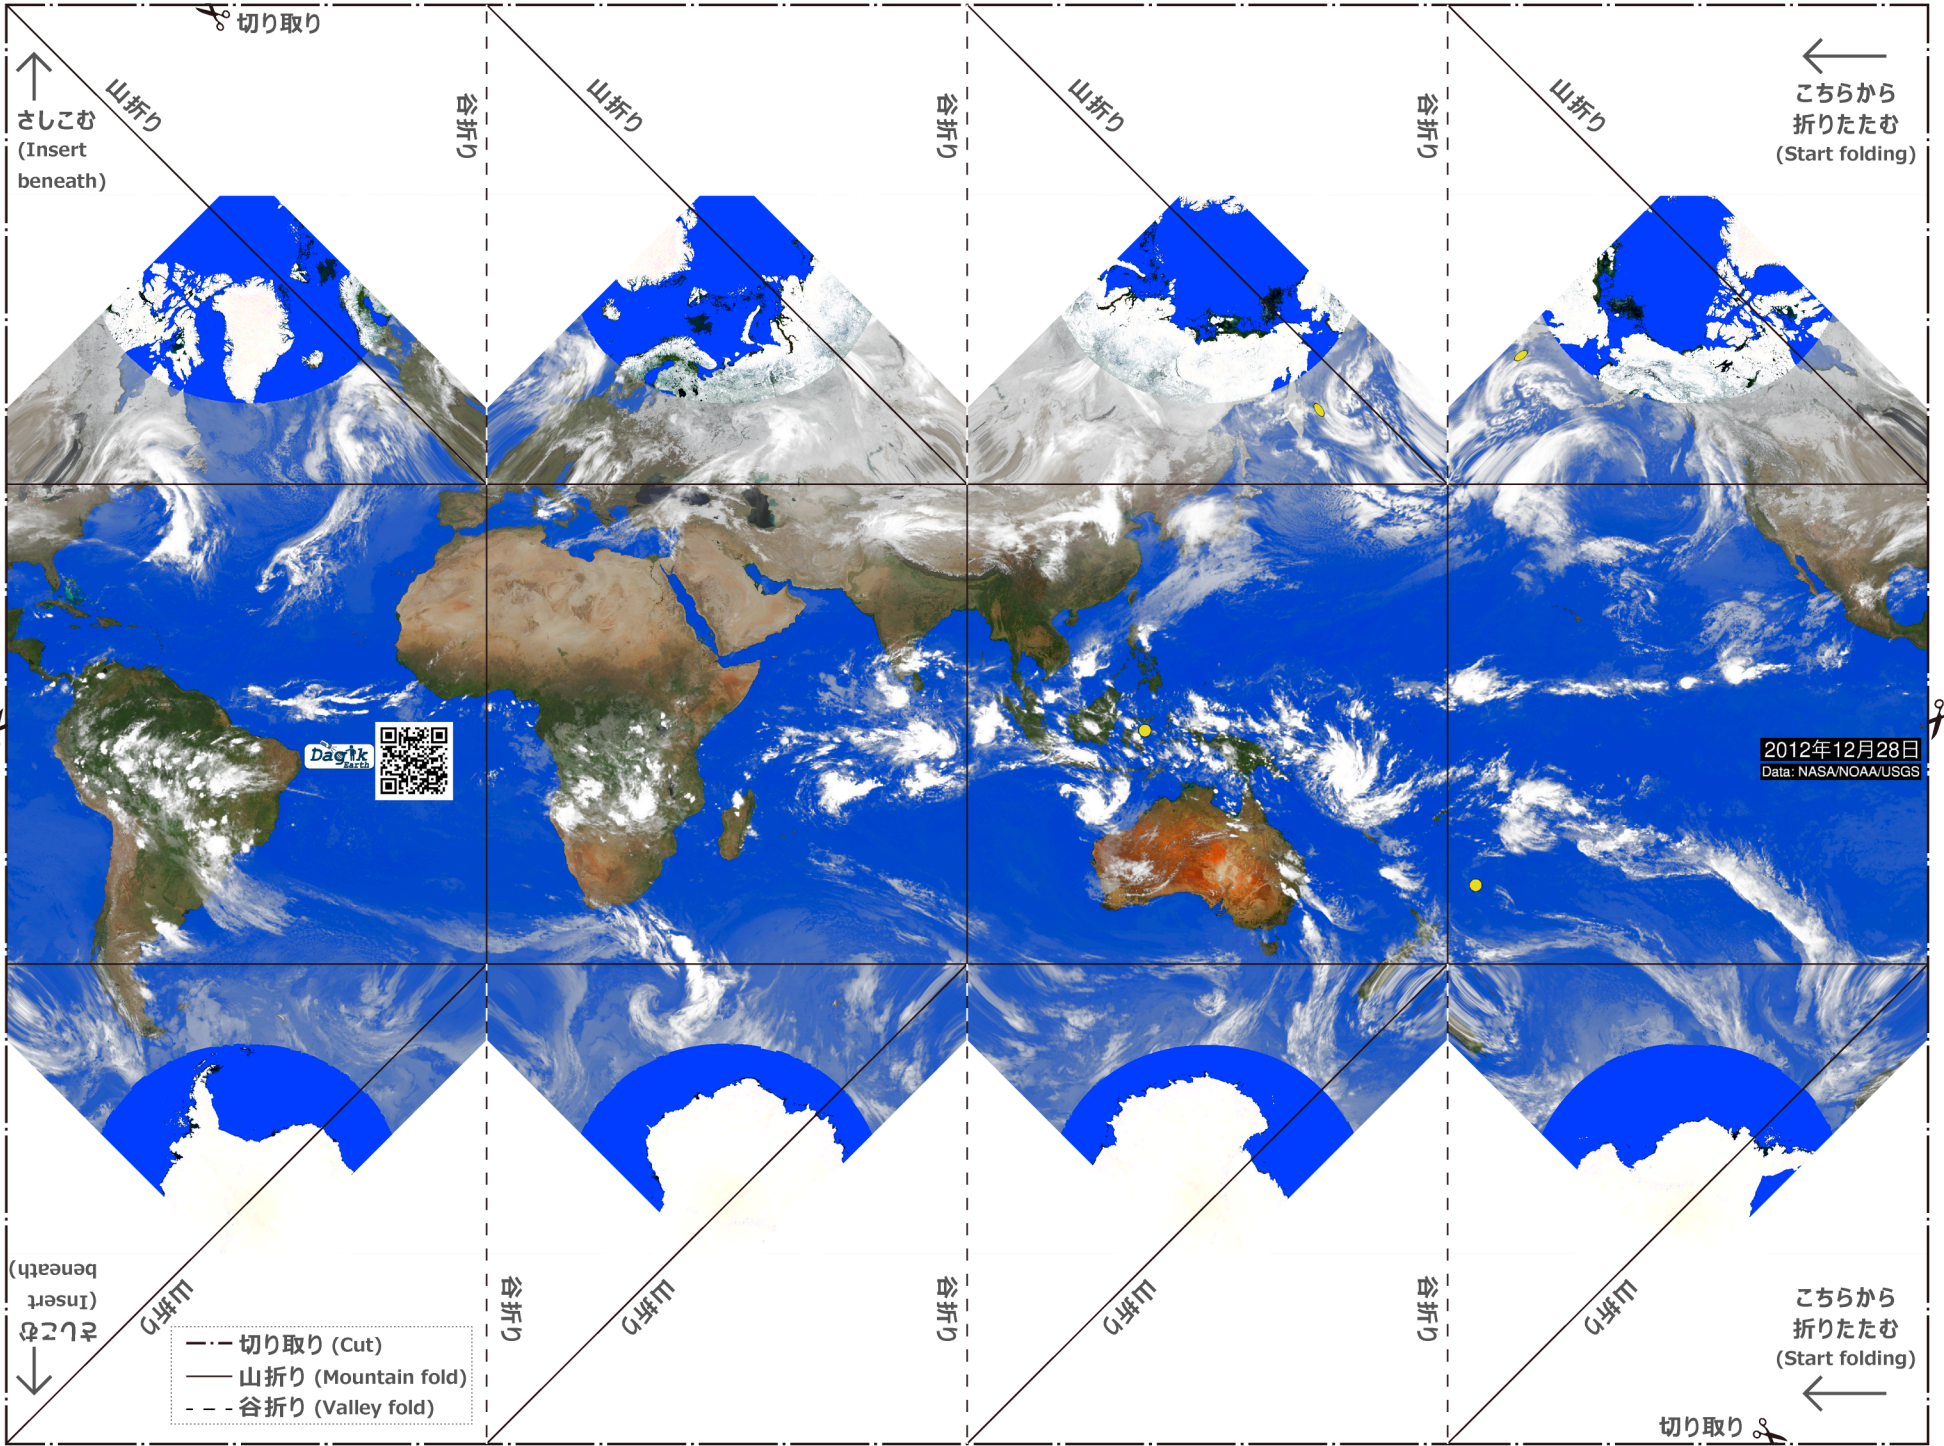 切り取り
山折り
谷折り
山折り
谷折り
山折り
谷折り
山折り
さしこむ
(Insert
beneath)
こちらから
折りたたむ
(Start folding)
Dagik
Earth
2012年12月28日
Data: NASA/NOAA/USGS
さしこむ
(Insert
beneath)
山折り
谷折り
山折り
谷折り
山折り
谷折り
山折り
こちらから
折りたたむ
(Start folding)
切り取り (Cut)
山折り (Mountain fold)
谷折り (Valley fold)
切り取り